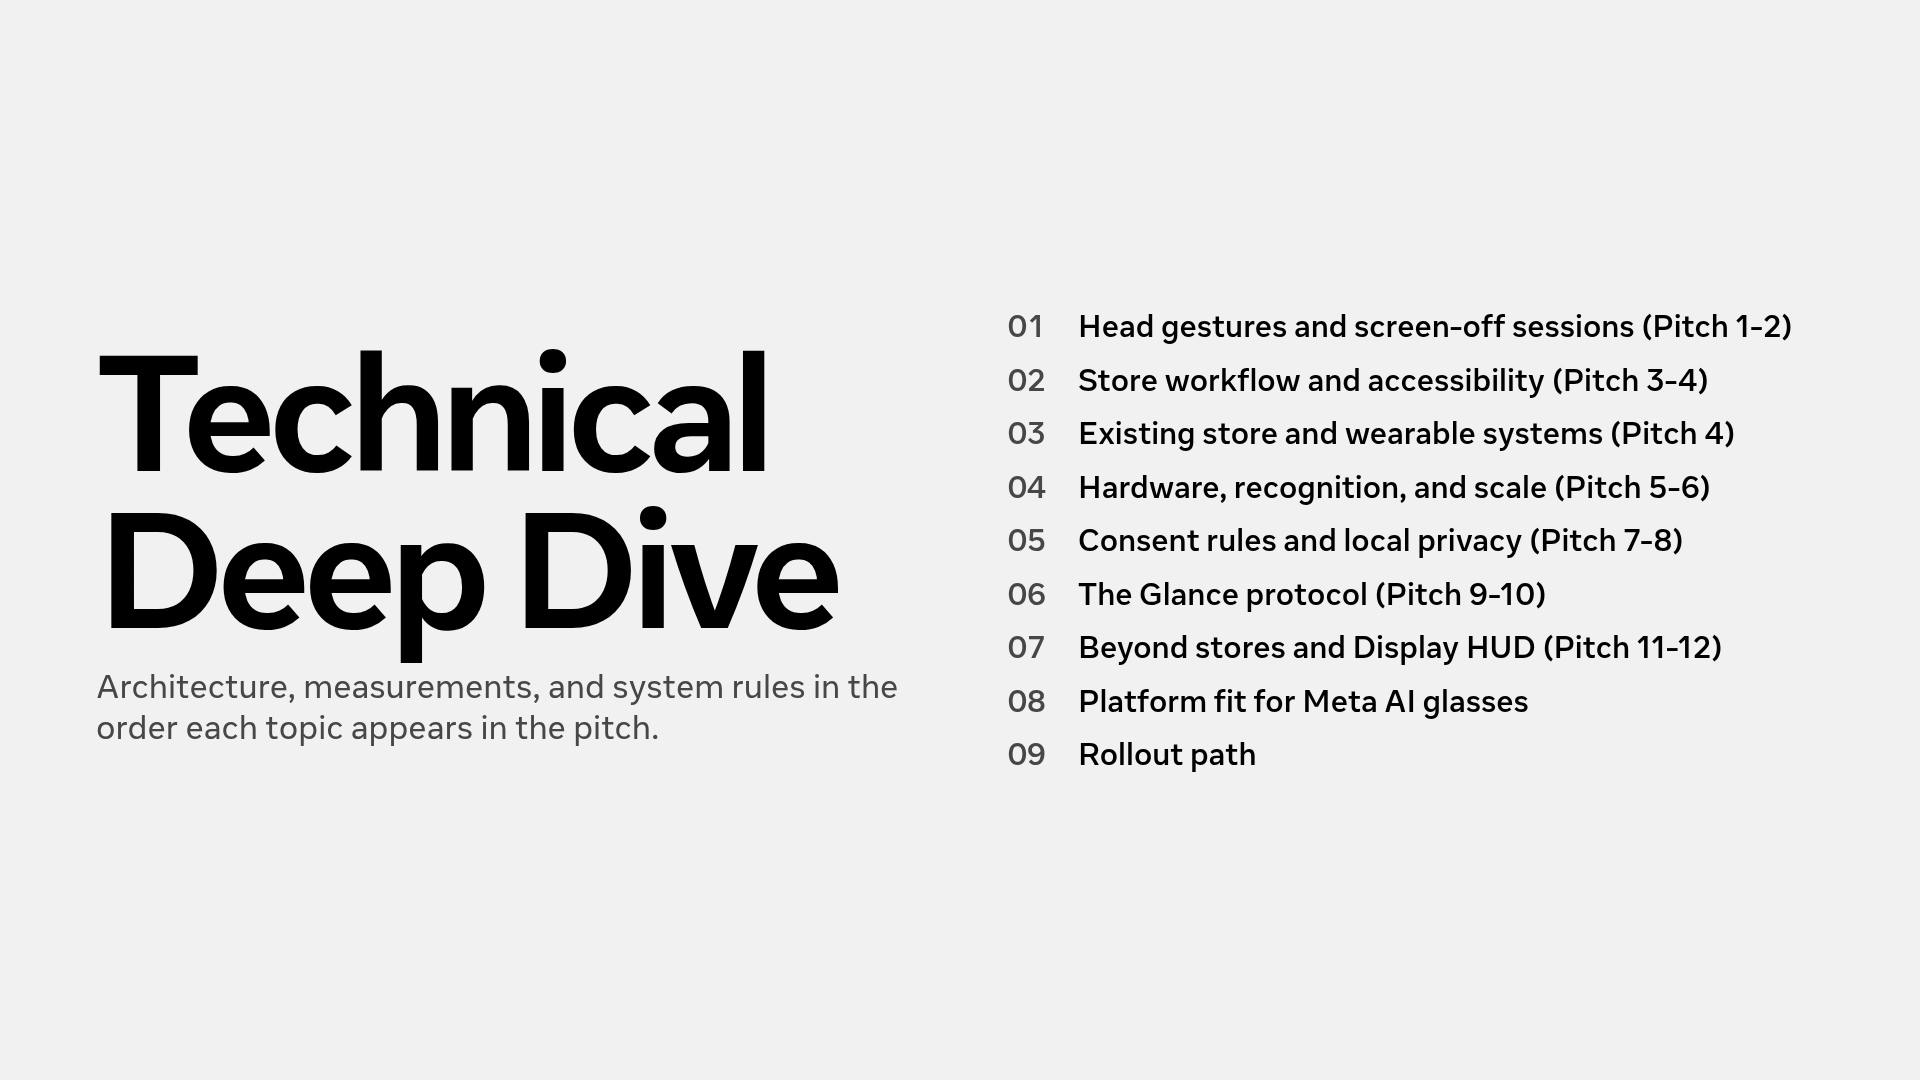 Technical
Deep Dive
Architecture, measurements, and system rules in the
order each topic appears in the pitch.
01 Head gestures and screen-off sessions (Pitch 1-2)
02 Store workflow and accessibility (Pitch 3-4)
03 Existing store and wearable systems (Pitch 4)
04 Hardware, recognition, and scale (Pitch 5-6)
05 Consent rules and local privacy (Pitch 7-8)
06 The Glance protocol (Pitch 9-10)
07 Beyond stores and Display HUD (Pitch 11-12)
08 Platform fit for Meta AI glasses
09 Rollout path